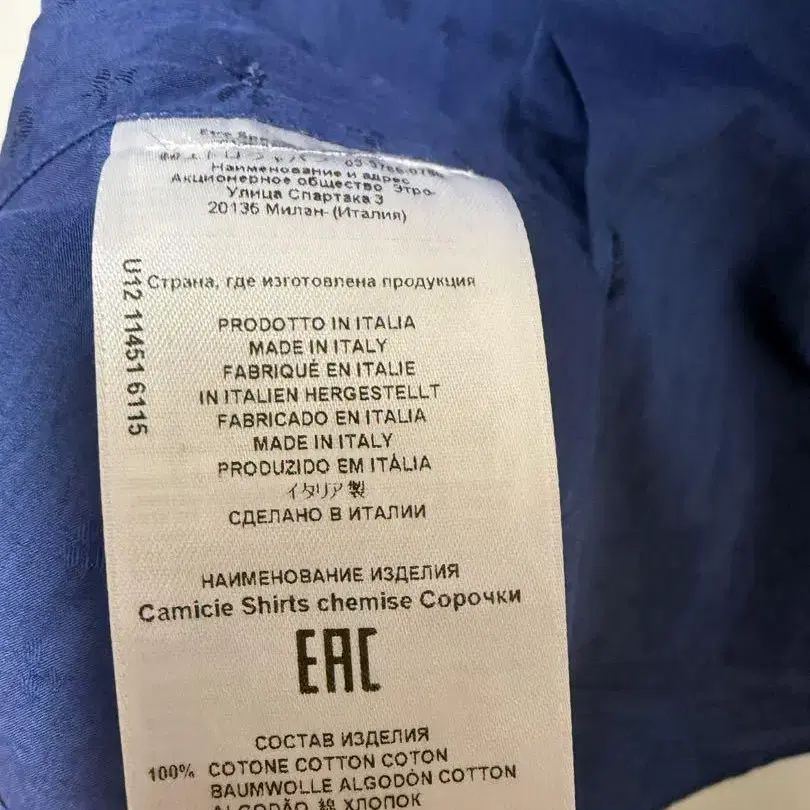 Наименование и адрес
Акционерное общество Этро-
Улица Спартака 3
20136 Милан- (Италия)
U12 11451 6115
Страна, где изготовлена продукция
PRODOTTO IN ITALIA
MADE IN ITALY
FABRIQUÉ EN ITALIE
IN ITALIEN HERGESTELLT
FABRICADO EN ITALIA
MADE IN ITALY
PRODUZIDO EM ITÁLIA
イタリア製
СДЕЛАНО В ИТАЛИИ
НАИМЕНОВАНИЕ ИЗДЕЛИЯ
Camicie Shirts chemise Сорочки
EAC
СОСТАВ ИЗДЕЛИЯ
100% COTONE COTTON COTON
BAUMWOLLE ALGODÓN COTTON
ALGODÃO 綿 ХЛОПОК